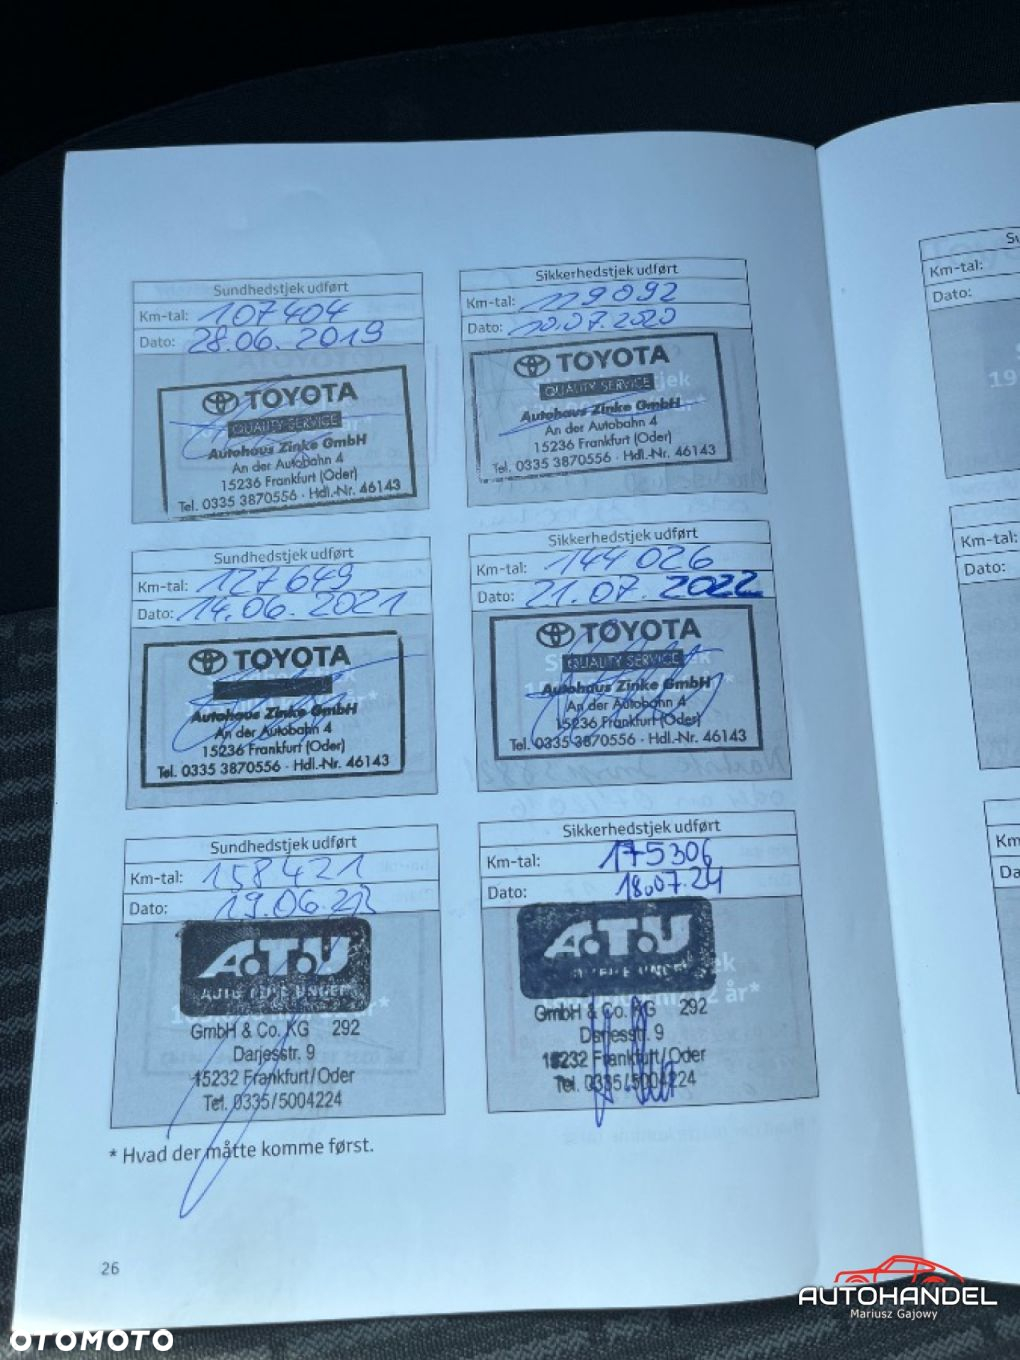 Sundhedstjek udført
Km-tal: 107404
Dato: 28.06.2019
TOYOTA
QUALITY SERVICE
Autohaus Zinke GmbH
An der Autobahn 4
15236 Frankfurt (Oder)
Tel. 0335 3870556 · Hdl.-Nr. 46143
Sikkerhedstjek udført
Km-tal: 119092
Dato: 10.07.2020
TOYOTA
QUALITY SERVICE
Autohaus Zinke GmbH
An der Autobahn 4
15236 Frankfurt (Oder)
Tel. 0335 3870556 · Hdl.-Nr. 46143
Sundhedstjek udført
Km-tal: 127649
Dato: 14.06.2021
TOYOTA
Autohaus Zinke GmbH
An der Autobahn 4
15236 Frankfurt (Oder)
Tel. 0335 3870556 · Hdl.-Nr. 46143
Sikkerhedstjek udført
Km-tal: 144026
Dato: 21.07.2022
TOYOTA
QUALITY SERVICE
Autohaus Zinke GmbH
An der Autobahn 4
15236 Frankfurt (Oder)
Tel. 0335 3870556 · Hdl.-Nr. 46143
Sundhedstjek udført
Km-tal: 158421
Dato: 19.06.23
A.T.U
GmbH & Co. KG 292
Darjesstr. 9
15232 Frankfurt/Oder
Tel. 0335/5004224
Sikkerhedstjek udført
Km-tal: 175306
Dato: 18.07.24
A.T.U
GmbH & Co. KG 292
Darjesstr. 9
15232 Frankfurt/Oder
Tel. 0335/5004224
* Hvad der måtte komme først.
26
Km-tal:
Dato:
Km-tal:
Dato:
AUTOHANDEL
Mariusz Gajowy
OTOMOTO